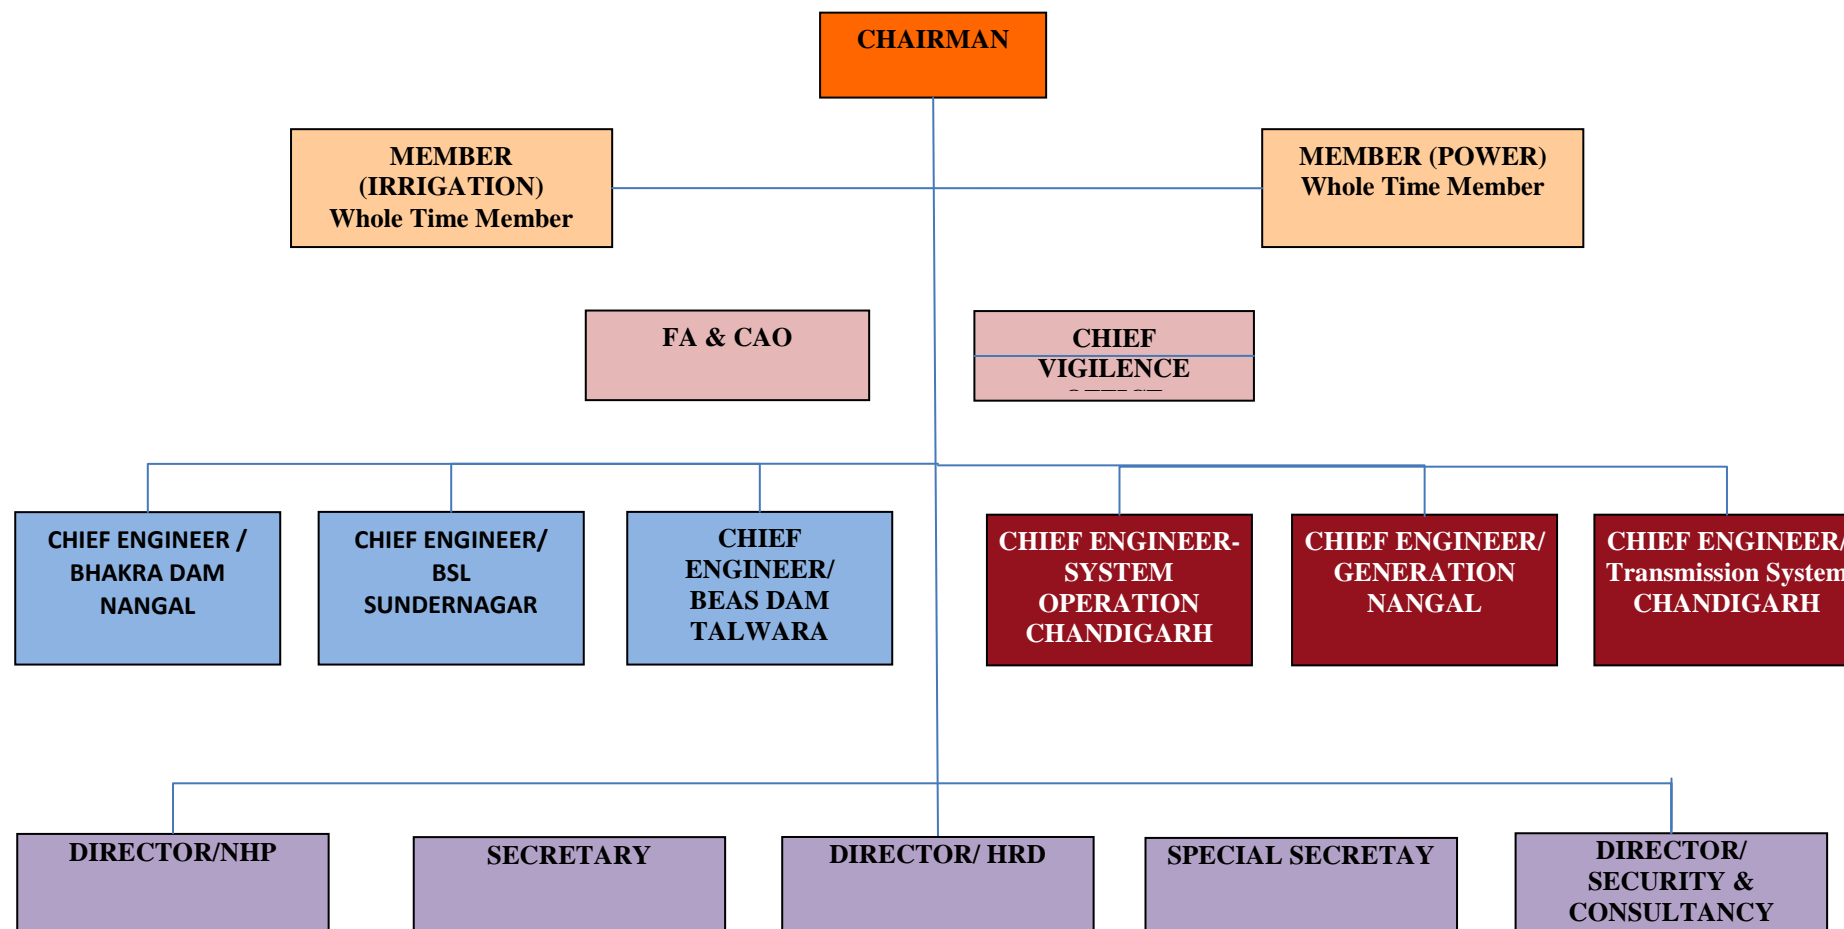 CHAIRMAN
MEMBER
(IRRIGATION)
Whole Time Member
MEMBER (POWER)
Whole Time Member
FA & CAO
CHIEF
VIGILENCE
CHIEF ENGINEER /
BHAKRA DAM
NANGAL
CHIEF ENGINEER/
BSL
SUNDERNAGAR
CHIEF
ENGINEER/
BEAS DAM
TALWARA
CHIEF ENGINEER-
SYSTEM
OPERATION
CHANDIGARH
CHIEF ENGINEER/
GENERATION
NANGAL
CHIEF ENGINEER/
Transmission System
CHANDIGARH
DIRECTOR/NHP
SECRETARY
DIRECTOR/ HRD
SPECIAL SECRETAY
DIRECTOR/
SECURITY &
CONSULTANCY